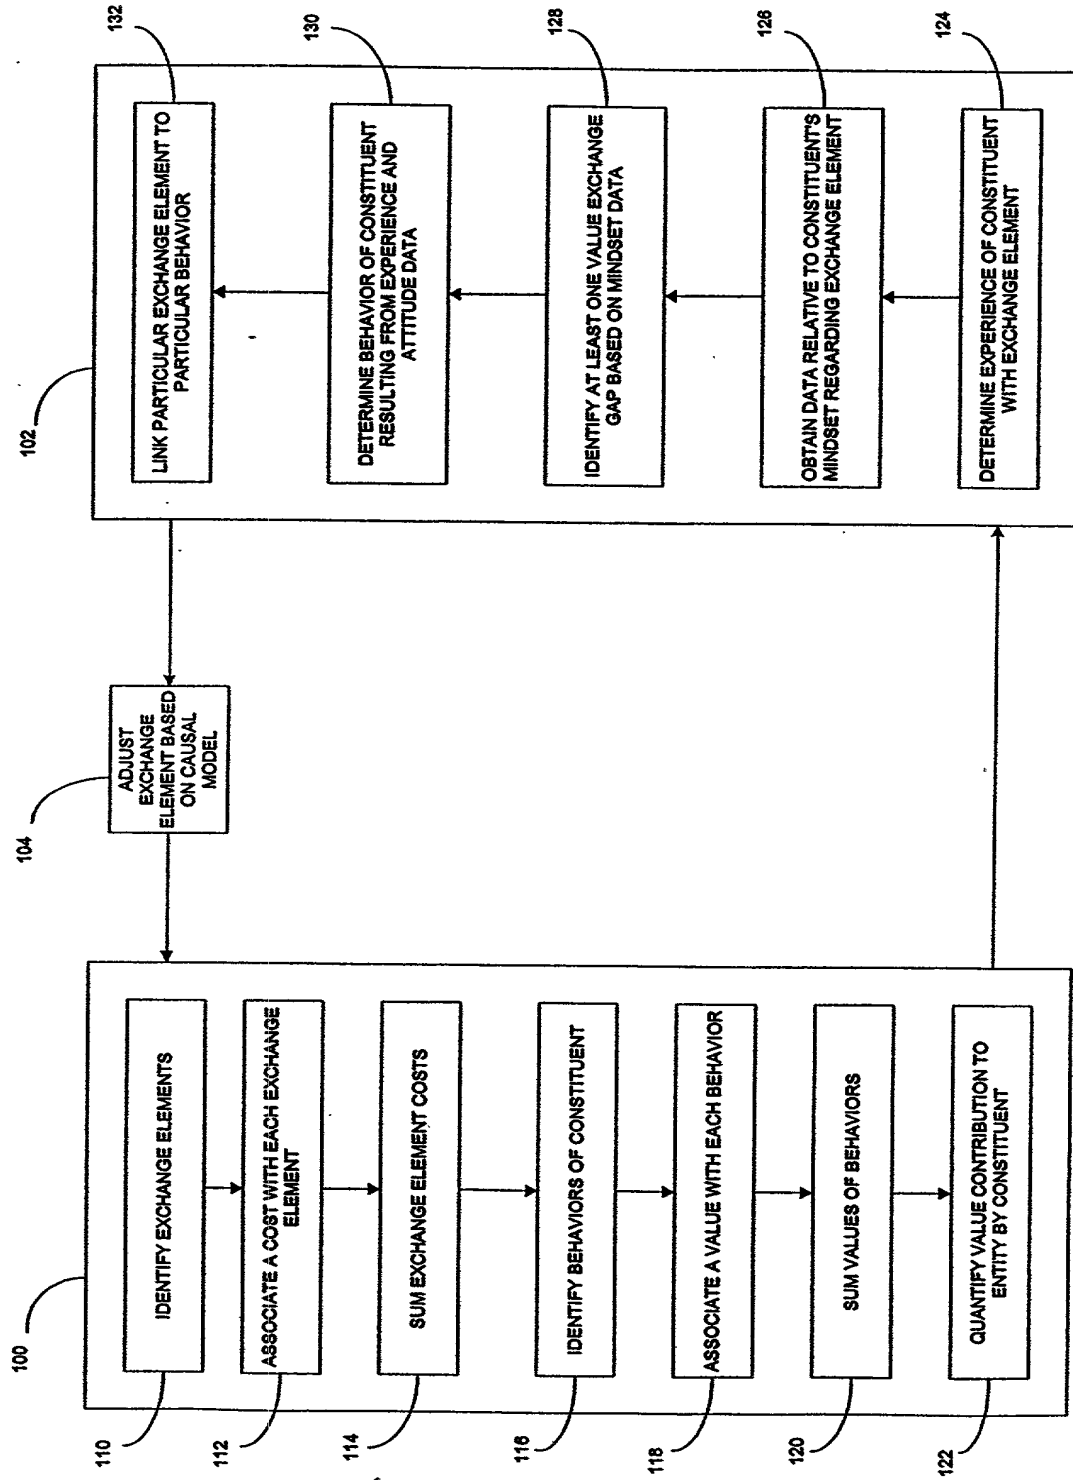 100
110
IDENTIFY EXCHANGE ELEMENTS
112
ASSOCIATE A COST WITH EACH EXCHANGE
ELEMENT
114
SUM EXCHANGE ELEMENT COSTS
116
IDENTIFY BEHAVIORS OF CONSTITUENT
118
ASSOCIATE A VALUE WITH EACH BEHAVIOR
120
SUM VALUES OF BEHAVIORS
122
QUANTIFY VALUE CONTRIBUTION TO
ENTITY BY CONSTITUENT
104
ADJUST
EXCHANGE
ELEMENT BASED
ON CAUSAL
MODEL
102
132
LINK PARTICULAR EXCHANGE ELEMENT TO
PARTICULAR BEHAVIOR
130
DETERMINE BEHAVIOR OF CONSTITUENT
RESULTING FROM EXPERIENCE AND
ATTITUDE DATA
128
IDENTIFY AT LEAST ONE VALUE EXCHANGE
GAP BASED ON MINDSET DATA
126
OBTAIN DATA RELATIVE TO CONSTITUENT'S
MINDSET REGARDING EXCHANGE ELEMENT
124
DETERMINE EXPERIENCE OF CONSTITUENT
WITH EXCHANGE ELEMENT